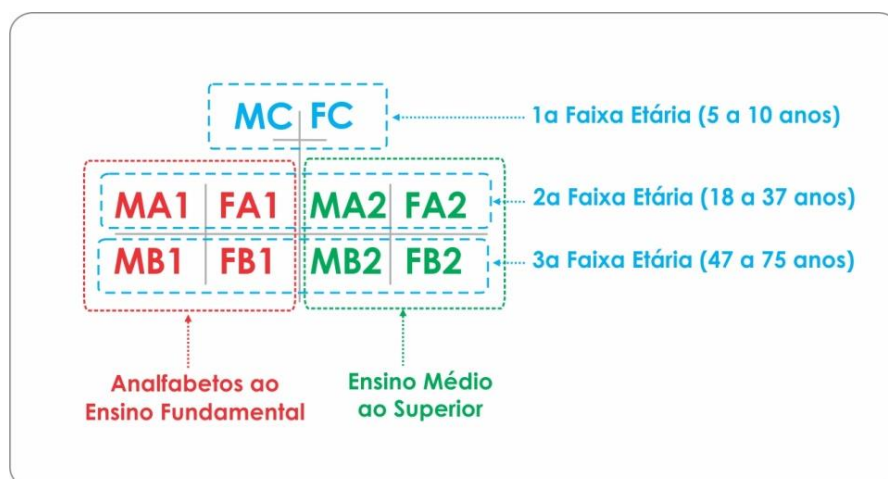 MC FC
1a Faixa Etária (5 a 10 anos)
MA1 FA1 MA2 FA2
2a Faixa Etária (18 a 37 anos)
MB1 FB1 MB2 FB2
3a Faixa Etária (47 a 75 anos)
Analfabetos ao
Ensino Fundamental
Ensino Médio
ao Superior